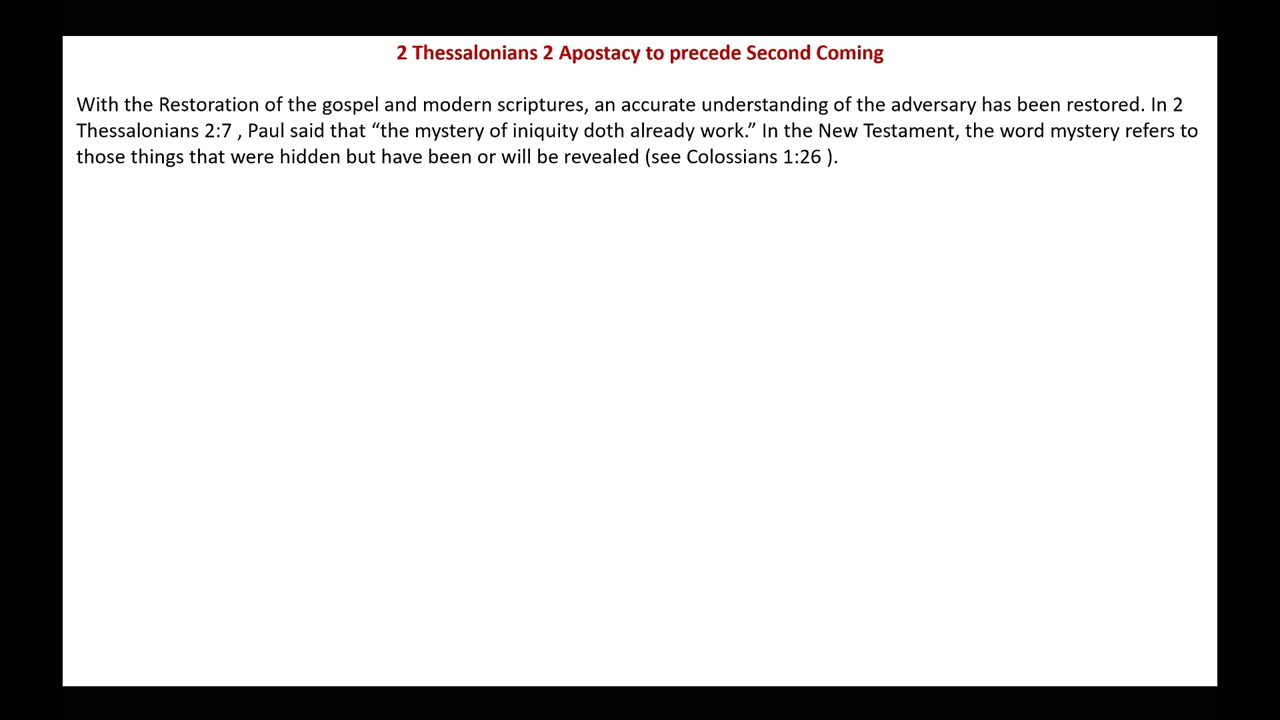 2 Thessalonians 2 Apostacy to precede Second Coming
With the Restoration of the gospel and modern scriptures, an accurate understanding of the adversary has been restored. In 2
Thessalonians 2:7 , Paul said that “the mystery of iniquity doth already work.” In the New Testament, the word mystery refers to
those things that were hidden but have been or will be revealed (see Colossians 1:26 ).